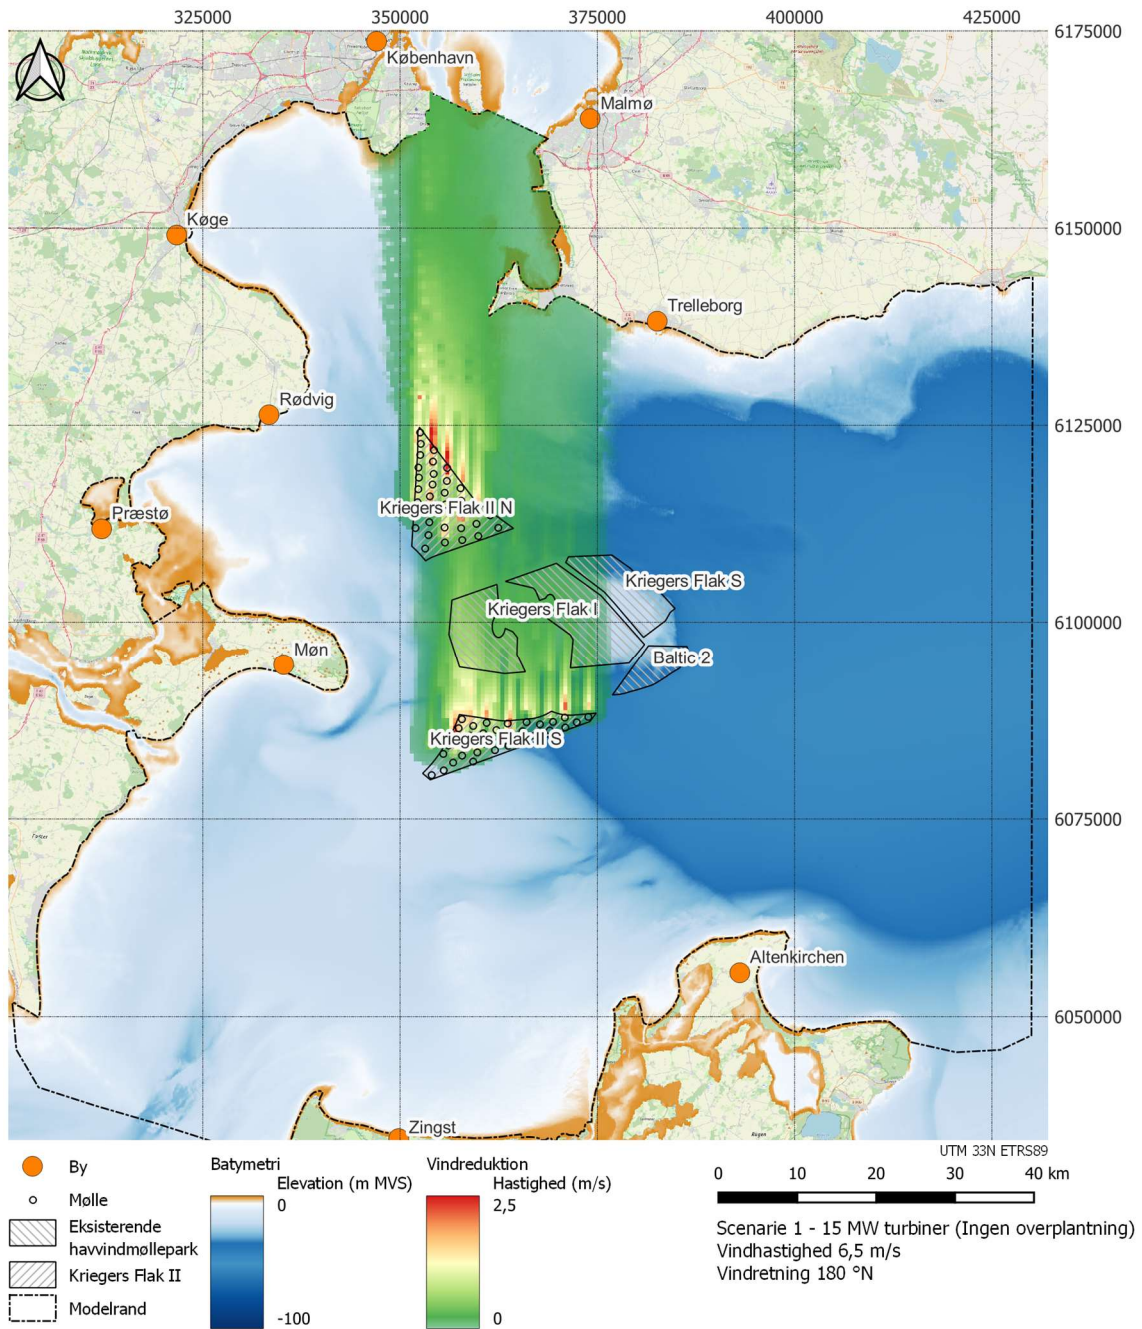 325000 350000 375000 400000 425000
6175000
København
Malmø
Køge
6150000
Trelleborg
Rødvig
6125000
Præstø
Kriegers Flak II N
Kriegers Flak S
Kriegers Flak I
6100000
Møn
Baltic 2
Kriegers Flak II S
6075000
Altenkirchen
6050000
Zingst
UTM 33N ETRS89
By
Mølle
Eksisterende
havvindmøllepark
Kriegers Flak II
Modelrand
Batymetri
Elevation (m MVS)
0
-100
Vindreduktion
Hastighed (m/s)
2,5
0
0 10 20 30 40 km
Scenarie 1 - 15 MW turbiner (Ingen overplantning)
Vindhastighed 6,5 m/s
Vindretning 180 °N